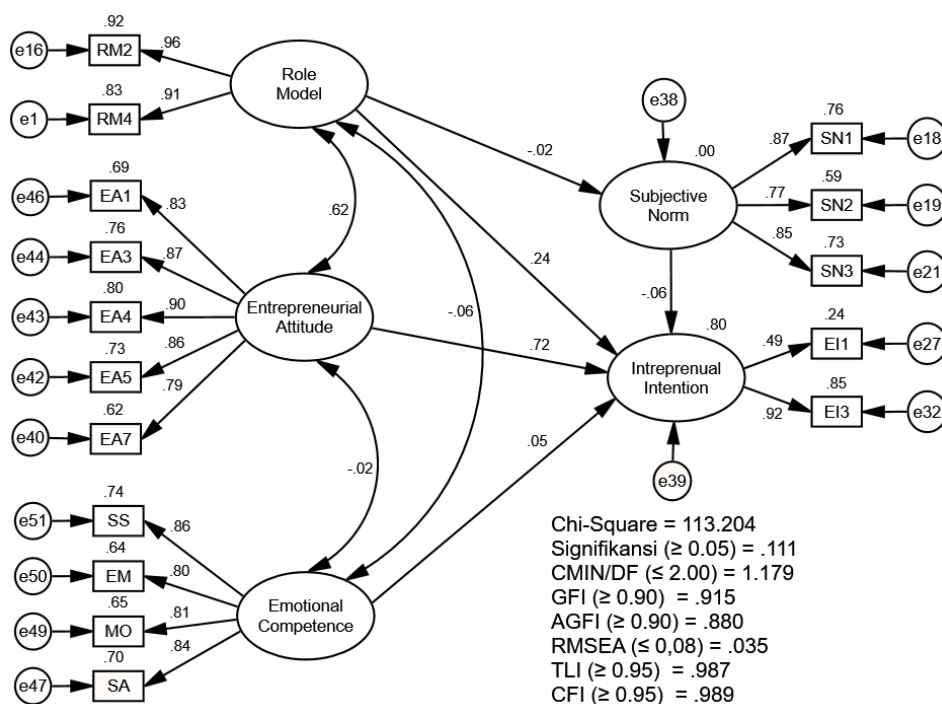 .92
e16
RM2
.96
Role
Model
.83
e1
RM4
.91
e38
.76
.87
SN1
e18
-.02
.00
.59
Subjective
Norm
.77
SN2
e19
.69
e46
EA1
.83
.62
.85
.73
SN3
e21
.76
e44
EA3
.87
.24
.80
Entrepreneurial
Attitude
-.06
-.06
e43
EA4
.90
.80
.24
.73
.72
.49
EI1
e27
e42
EA5
.86
Intreprenual
Intention
.62
.79
.85
e40
EA7
.92
EI3
e32
.05
-.02
e39
.74
e51
SS
.86
.64
e50
EM
.80
.65
e49
MO
.81
Emotional
Competence
.70
.84
e47
SA
Chi-Square = 113.204
Signifikansi (≥ 0.05) = .111
CMIN/DF (≤ 2.00) = 1.179
GFI (≥ 0.90) = .915
AGFI (≥ 0.90) = .880
RMSEA (≤ 0,08) = .035
TLI (≥ 0.95) = .987
CFI (≥ 0.95) = .989